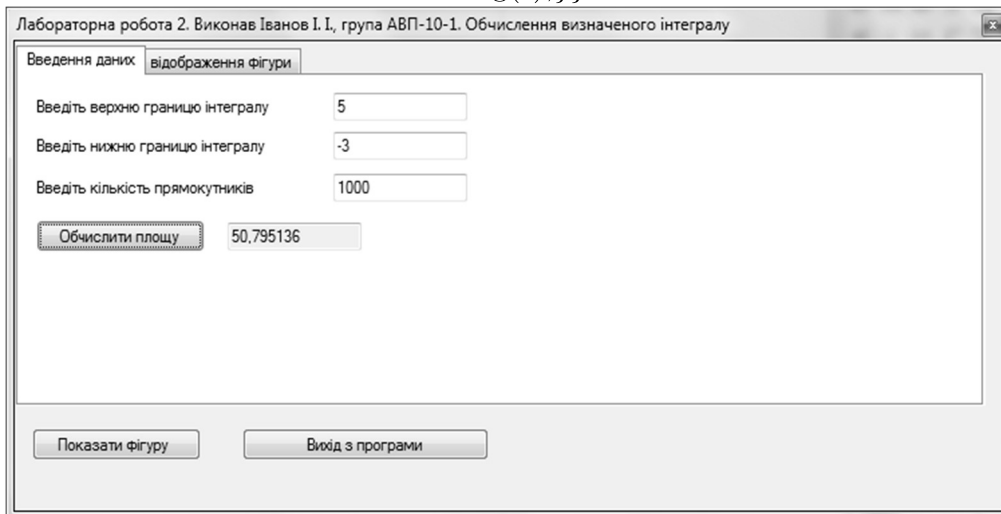 Лабораторна робота 2. Виконав Іванов І. І., група АВП-10-1. Обчислення визначеного інтегралу
Введення даних відображення фігури
Введіть верхню границю інтегралу 5
Введіть нижню границю інтегралу -3
Введіть кількість прямокутників 1000
Обчислити площу 50,795136
Показати фігуру Вихід з програми